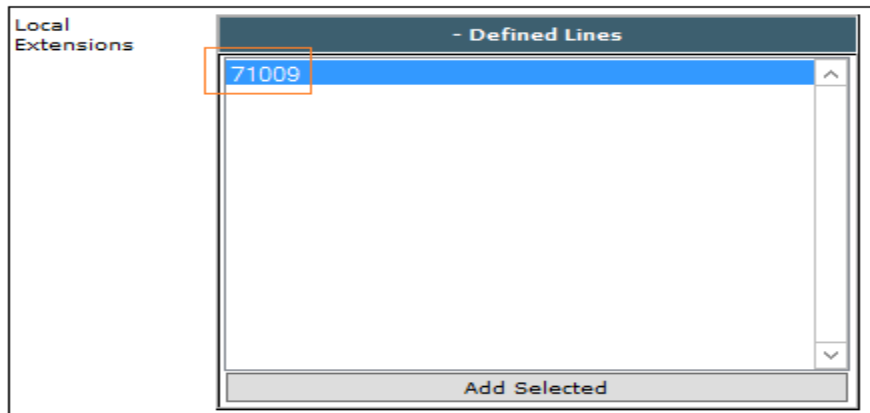 Local
Extensions
- Defined Lines
71009
Add Selected